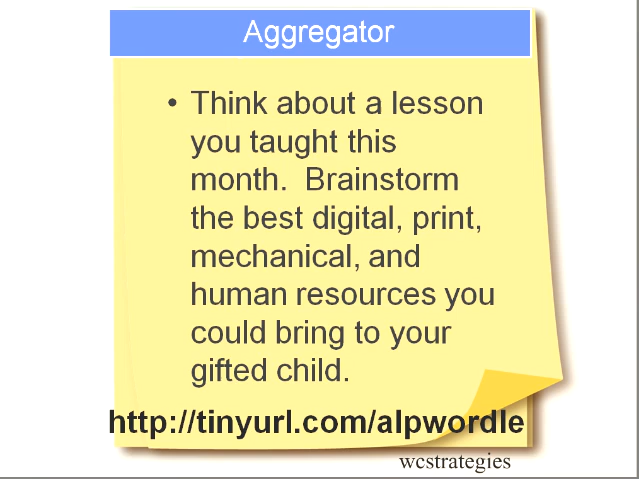 Aggregator
• Think about a lesson
you taught this
month.  Brainstorm
the best digital, print,
mechanical, and
human resources you
could bring to your
gifted child.
http://tinyurl.com/alpwordle
wcstrategies